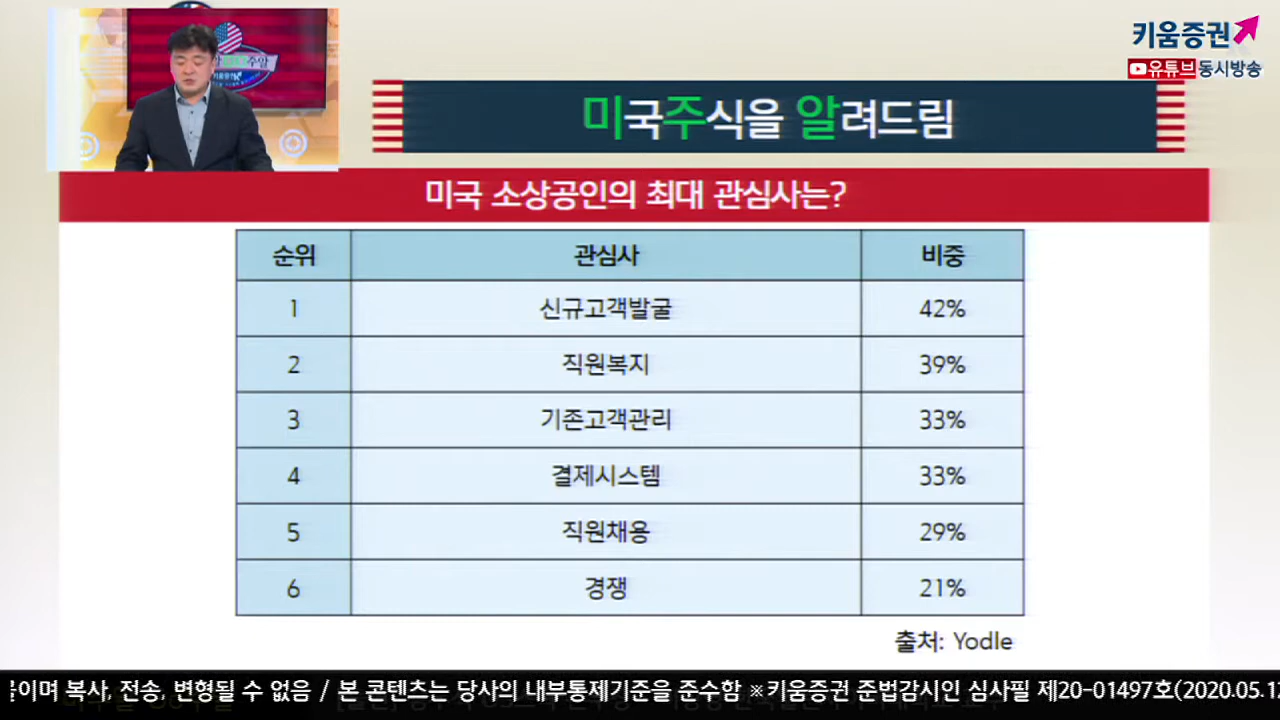 키움증권
유튜브 동시방송
미국주식을 알려드림
미국 소상공인의 최대 관심사는?
순위 관심사 비중
1 신규고객발굴 42%
2 직원복지 39%
3 기존고객관리 33%
4 결제시스템 33%
5 직원채용 29%
6 경쟁 21%
출처: Yodle
이며 복사, 전송, 변형될 수 없음 / 본 콘텐츠는 당사의 내부통제기준을 준수함 ※키움증권 준법감시인 심사필 제20-01497호(2020.05.12